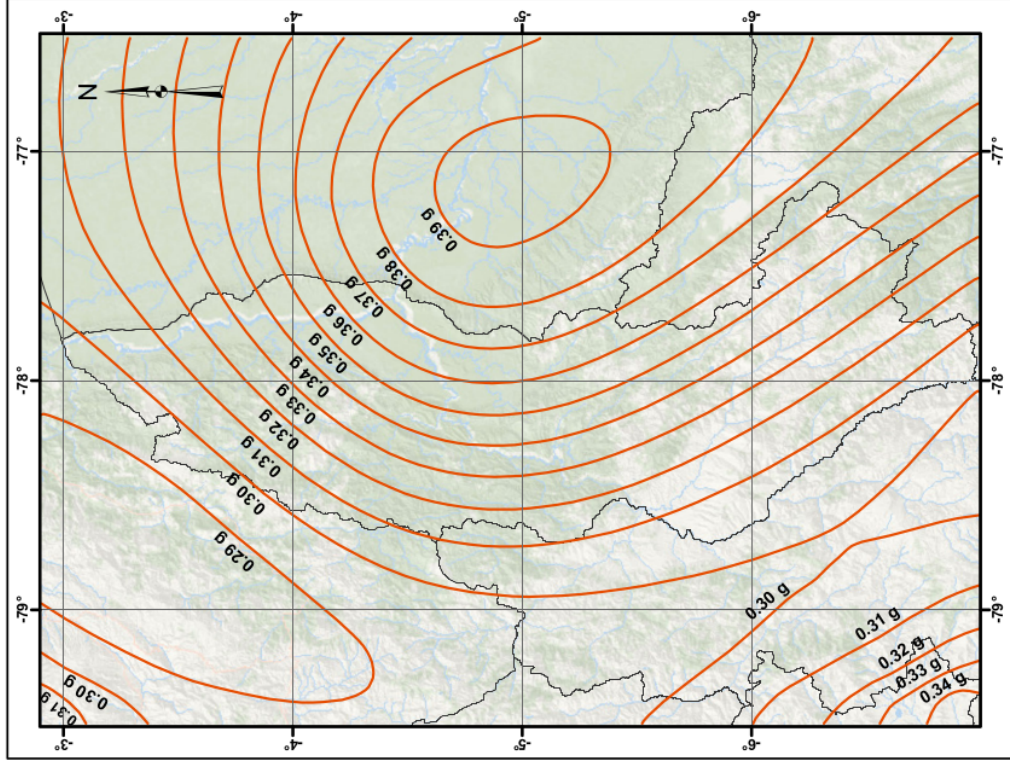 -3°
-4°
-5°
-6°
N
-77°
-77°
0.39 g
0.38 g
0.37 g
0.36 g
0.35 g
0.34 g
0.33 g
0.32 g
0.31 g
0.30 g
0.29 g
-78°
-78°
-79°
-79°
0.30 g
0.31 g
0.32 g
0.33 g
0.34 g
0.30 g
0.31 g
-3°
-4°
-5°
-6°